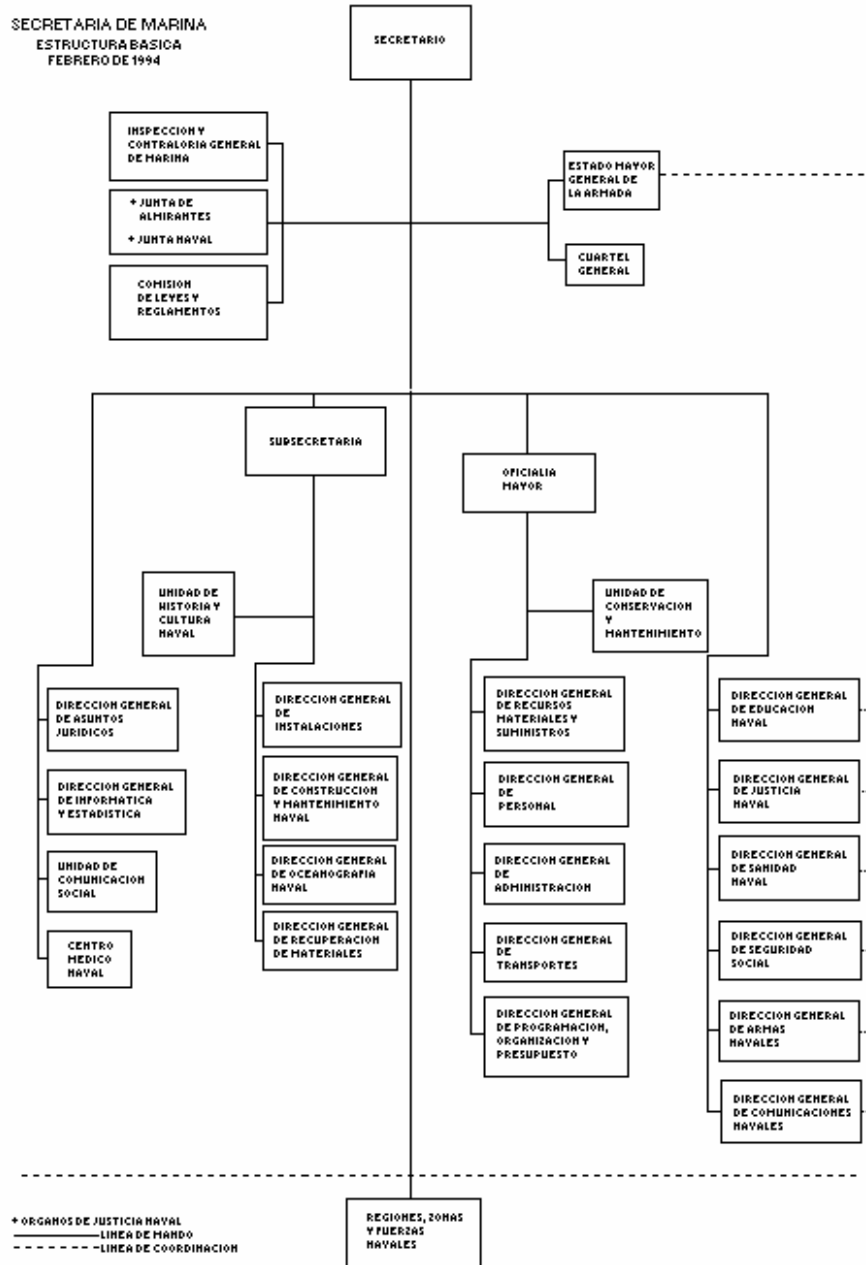 SECRETARIA DE MARINA
ESTRUCTURA BASICA
FEBRERO DE 1994
SECRETARIO
INSPECCION Y
CONTRALORIA GENERAL
DE MARINA
+ JUNTA DE
ALMIRANTES
+ JUNTA NAVAL
COMISION
DE LEYES Y
REGLAMENTOS
ESTADO MAYOR
GENERAL DE
LA ARMADA
CUARTEL
GENERAL
SUBSECRETARIA
OFICIALIA
MAYOR
UNIDAD DE
HISTORIA Y
CULTURA
NAVAL
UNIDAD DE
CONSERVACION
Y
MANTENIMIENTO
DIRECCION GENERAL
DE ASUNTOS
JURIDICOS
DIRECCION GENERAL
DE INFORMATICA
Y ESTADISTICA
UNIDAD DE
COMUNICACION
SOCIAL
CENTRO
MEDICO
NAVAL
DIRECCION GENERAL
DE
INSTALACIONES
DIRECCION GENERAL
DE CONSTRUCCION
Y MANTENIMIENTO
NAVAL
DIRECCION GENERAL
DE OCEANOGRAFIA
NAVAL
DIRECCION GENERAL
DE RECUPERACION
DE MATERIALES
DIRECCION GENERAL
DE RECURSOS
MATERIALES Y
SUMINISTROS
DIRECCION GENERAL
DE
PERSONAL
DIRECCION GENERAL
DE
ADMINISTRACION
DIRECCION GENERAL
DE
TRANSPORTES
DIRECCION GENERAL
DE PROGRAMACION,
ORGANIZACION Y
PRESUPUESTO
DIRECCION GENERAL
DE EDUCACION
NAVAL
DIRECCION GENERAL
DE JUSTICIA
NAVAL
DIRECCION GENERAL
DE SANIDAD
NAVAL
DIRECCION GENERAL
DE SEGURIDAD
SOCIAL
DIRECCION GENERAL
DE ARMAS
NAVALES
DIRECCION GENERAL
DE COMUNICACIONES
NAVALES
+ ORGANOS DE JUSTICIA NAVAL
LINEA DE MANDO
LINEA DE COORDINACION
REGIONES, ZONAS
Y FUERZAS
NAVALES